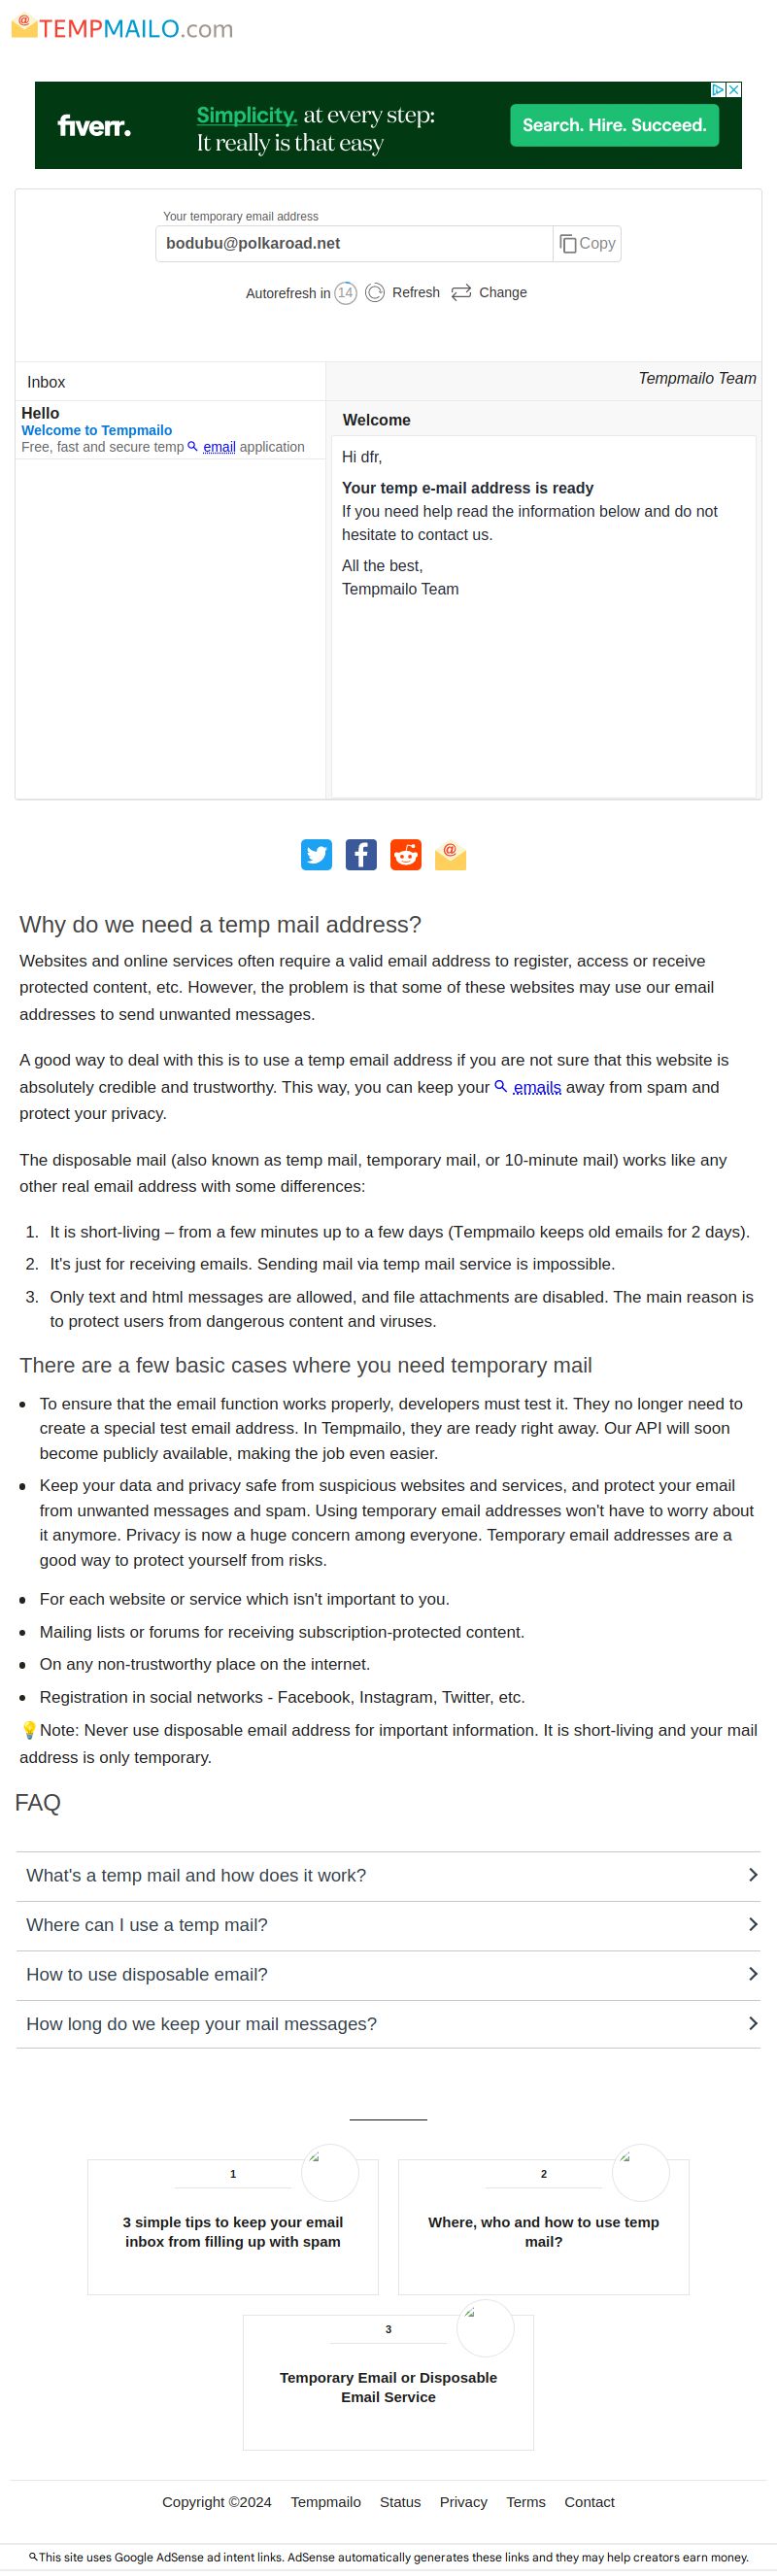 TEMPMAILO.com
fiverr.
Simplicity. at every step:
It really is that easy
Search. Hire. Succeed.
Your temporary email address
bodubu@polkaroad.net
Copy
Autorefresh in 14 Refresh Change
Inbox
Tempmailo Team
Hello
Welcome to Tempmailo
Free, fast and secure temp email application
Welcome
Hi dfr,
Your temp e-mail address is ready
If you need help read the information below and do not
hesitate to contact us.
All the best,
Tempmailo Team
Why do we need a temp mail address?
Websites and online services often require a valid email address to register, access or receive
protected content, etc. However, the problem is that some of these websites may use our email
addresses to send unwanted messages.
A good way to deal with this is to use a temp email address if you are not sure that this website is
absolutely credible and trustworthy. This way, you can keep your emails away from spam and
protect your privacy.
The disposable mail (also known as temp mail, temporary mail, or 10-minute mail) works like any
other real email address with some differences:
1. It is short-living – from a few minutes up to a few days (Tempmailo keeps old emails for 2 days).
2. It's just for receiving emails. Sending mail via temp mail service is impossible.
3. Only text and html messages are allowed, and file attachments are disabled. The main reason is
to protect users from dangerous content and viruses.
There are a few basic cases where you need temporary mail
• To ensure that the email function works properly, developers must test it. They no longer need to
create a special test email address. In Tempmailo, they are ready right away. Our API will soon
become publicly available, making the job even easier.
• Keep your data and privacy safe from suspicious websites and services, and protect your email
from unwanted messages and spam. Using temporary email addresses won't have to worry about
it anymore. Privacy is now a huge concern among everyone. Temporary email addresses are a
good way to protect yourself from risks.
• For each website or service which isn't important to you.
• Mailing lists or forums for receiving subscription-protected content.
• On any non-trustworthy place on the internet.
• Registration in social networks - Facebook, Instagram, Twitter, etc.
💡Note: Never use disposable email address for important information. It is short-living and your mail
address is only temporary.
FAQ
What's a temp mail and how does it work?
Where can I use a temp mail?
How to use disposable email?
How long do we keep your mail messages?
1
3 simple tips to keep your email
inbox from filling up with spam
2
Where, who and how to use temp
mail?
3
Temporary Email or Disposable
Email Service
Copyright ©2024 Tempmailo Status Privacy Terms Contact
This site uses Google AdSense ad intent links. AdSense automatically generates these links and they may help creators earn money.